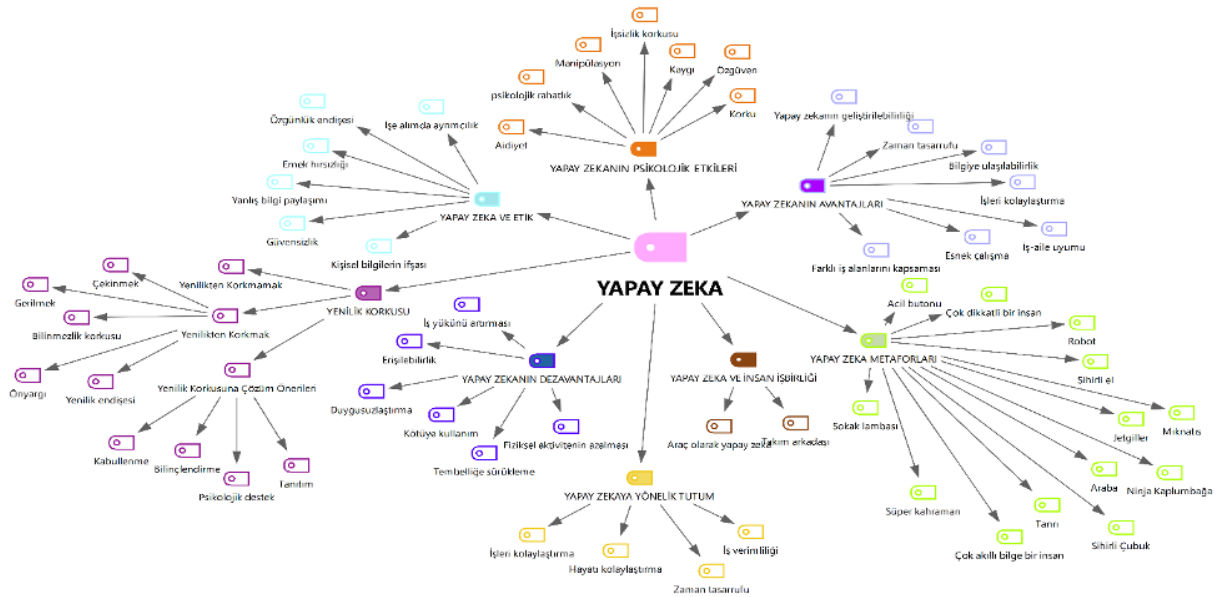 İşsizlik korkusu
Manipülasyon
Kaygı
Özgüven
psikolojik rahatlık
Korku
Aidiyet
YAPAY ZEKANIN PSİKOLOJİK ETKİLERİ
Özgünlük endişesi
İşe alımda ayrımcılık
Emek hırsızlığı
Yanlış bilgi paylaşımı
Güvensizlik
Kişisel bilgilerin ifşası
YAPAY ZEKA VE ETİK
Yapay zekanın geliştirilebilirliği
Zaman tasarrufu
Bilgiye ulaşılabilirlik
İşleri kolaylaştırma
İş-aile uyumu
Esnek çalışma
Farklı iş alanlarını kapsaması
YAPAY ZEKANIN AVANTAJLARI
YAPAY ZEKA
Çekinmek
Yenilikten Korkmamak
Gerilmek
Bilinmezlik korkusu
Yenilikten Korkmak
YENİLİK KORKUSU
Önyargı
Yenilik endişesi
Yenilik Korkusuna Çözüm Önerileri
Kabullenme
Bilinçlendirme
Psikolojik destek
Tanıtım
İş yükünü artırması
Erişilebilirlik
YAPAY ZEKANIN DEZAVANTAJLARI
Duygusuzlaştırma
Kötüye kullanım
Tembelliğe sürükleme
Fiziksel aktivitenin azalması
YAPAY ZEKA VE İNSAN İŞBİRLİĞİ
Araç olarak yapay zeka
Takım arkadası
YAPAY ZEKAYA YÖNELİK TUTUM
İşleri kolaylaştırma
Hayatı kolaylaştırma
Zaman tasarrufu
İş verimliliği
Acil butonu
Çok dikkatli bir insan
Robot
YAPAY ZEKA METAFORLARI
Sihirli el
Sokak lambası
Mıknatıs
Jetgiller
Ninja Kaplumbağa
Araba
Süper kahraman
Tanrı
Sihirli Çubuk
Çok akıllı bilge bir insan